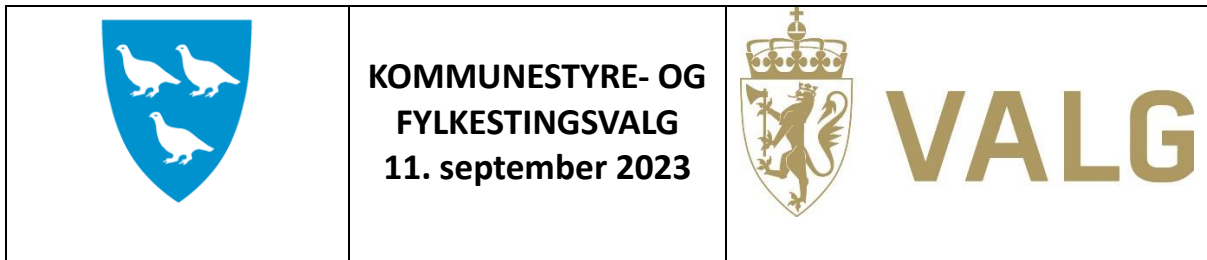 KOMMUNESTYRE- OG
FYLKESTINGSVALG
11. september 2023
VALG